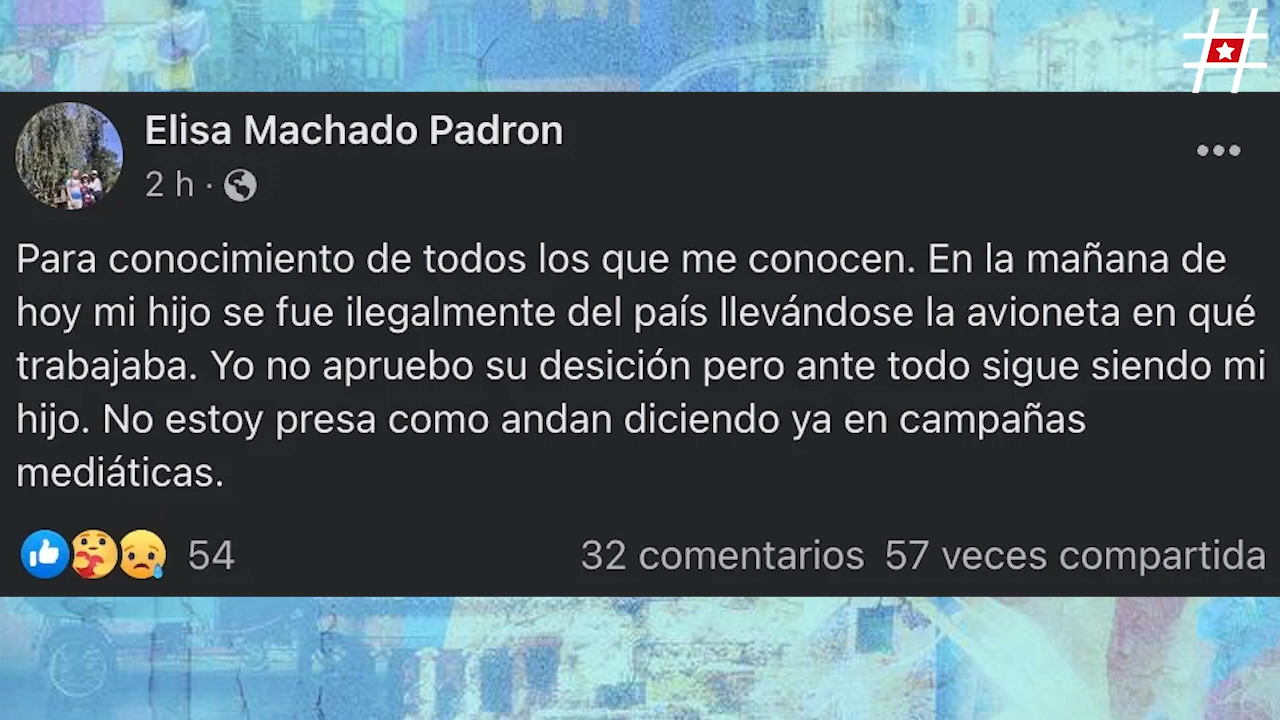 Elisa Machado Padron
2 h ·
Para conocimiento de todos los que me conocen. En la mañana de
hoy mi hijo se fue ilegalmente del país llevándose la avioneta en qué
trabajaba. Yo no apruebo su desición pero ante todo sigue siendo mi
hijo. No estoy presa como andan diciendo ya en campañas
mediáticas.
54
32 comentarios 57 veces compartida